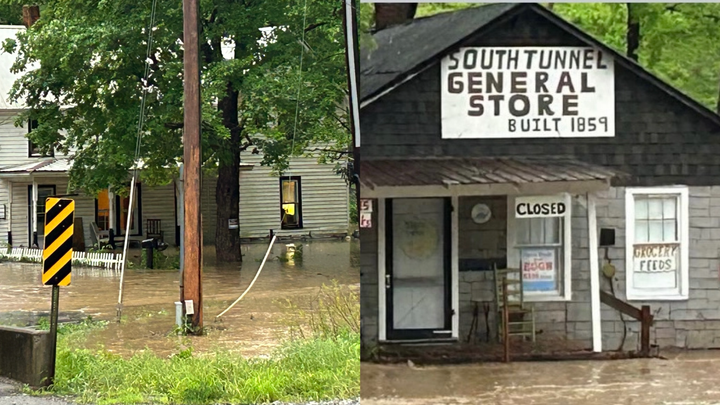 SOUTH TUNNEL
GENERAL
STORE
BUILT 1859
CLOSED
GROCERY
FEEDS